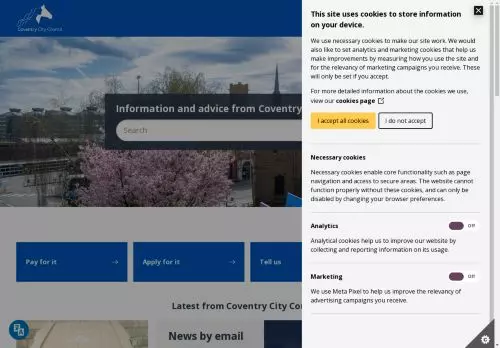 Coventry City Council
Information and advice from Coventry
Search
Pay for it
Apply for it
Tell us
Latest from Coventry City Cou
News by email
This site uses cookies to store information
on your device.
We use necessary cookies to make our site work. We would
also like to set analytics and marketing cookies that help us
make improvements by measuring how you use the site and
for the relevancy of marketing campaigns you receive. These
will only be set if you accept.
For more detailed information about the cookies we use,
view our cookies page
I accept all cookies
I do not accept
Necessary cookies
Necessary cookies enable core functionality such as page
navigation and access to secure areas. The website cannot
function properly without these cookies, and can only be
disabled by changing your browser preferences.
Analytics
Off
Analytical cookies help us to improve our website by
collecting and reporting information on its usage.
Marketing
Off
We use Meta Pixel to help us improve the relevancy of
advertising campaigns you receive.